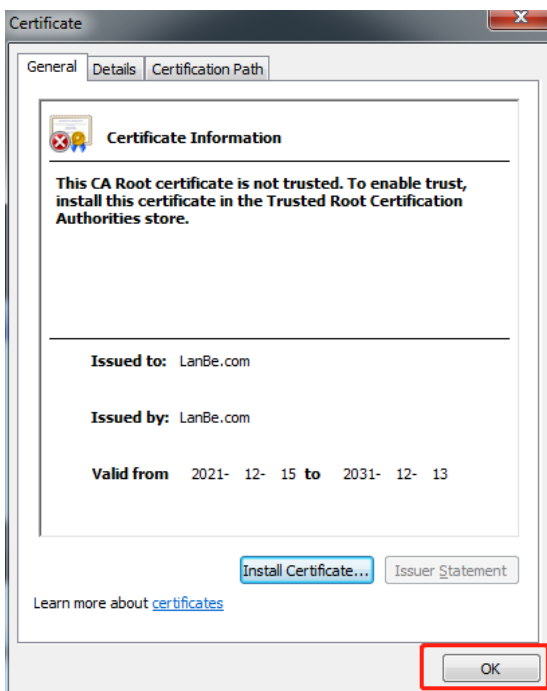 Certificate
General Details Certification Path
Certificate Information
This CA Root certificate is not trusted. To enable trust,
install this certificate in the Trusted Root Certification
Authorities store.
Issued to: LanBe.com
Issued by: LanBe.com
Valid from 2021- 12- 15 to 2031- 12- 13
Install Certificate... Issuer Statement
Learn more about certificates
OK